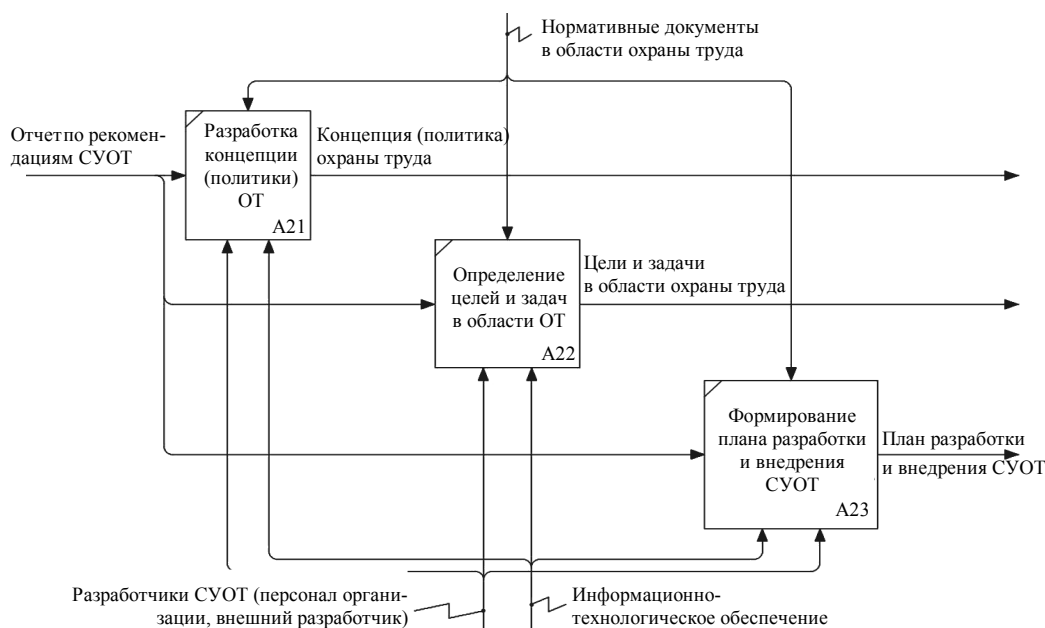 Нормативные документы
в области охраны труда
Отчет по рекомен-
дациям СУОТ
Разработка
концепции
(политики)
ОТ
А21
Концепция (политика)
охраны труда
Определение
целей и задач
в области ОТ
А22
Цели и задачи
в области охраны труда
Формирование
плана разработки
и внедрения
СУОТ
А23
План разработки
и внедрения СУОТ
Разработчики СУОТ (персонал органи-
зации, внешний разработчик)
Информационно-
технологическое обеспечение